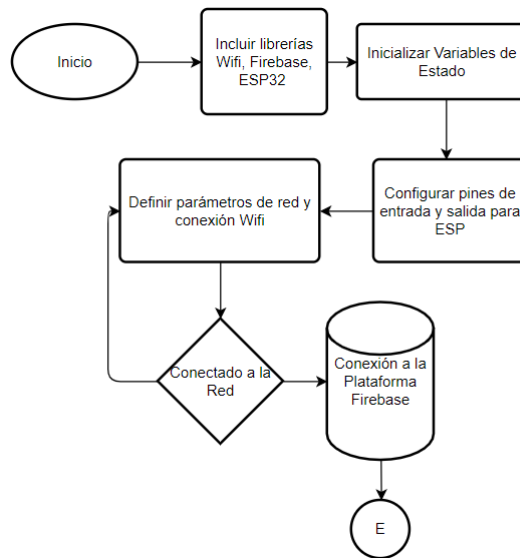 Inicio
Incluir librerías
Wifi, Firebase,
ESP32
Inicializar Variables de
Estado
Configurar pines de
entrada y salida para
ESP
Definir parámetros de red y
conexión Wifi
Conectado a la
Red
Conexión a la
Plataforma
Firebase
E